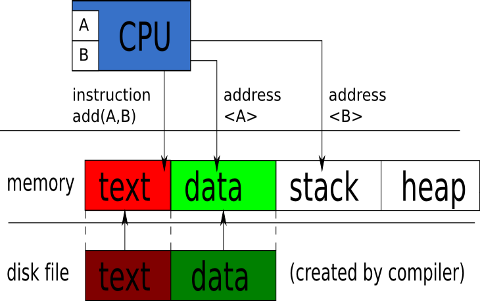 A
B
CPU
instruction
add(A,B)
address
<A>
address
<B>
memory
text
data
stack
heap
disk file
text
data
(created by compiler)